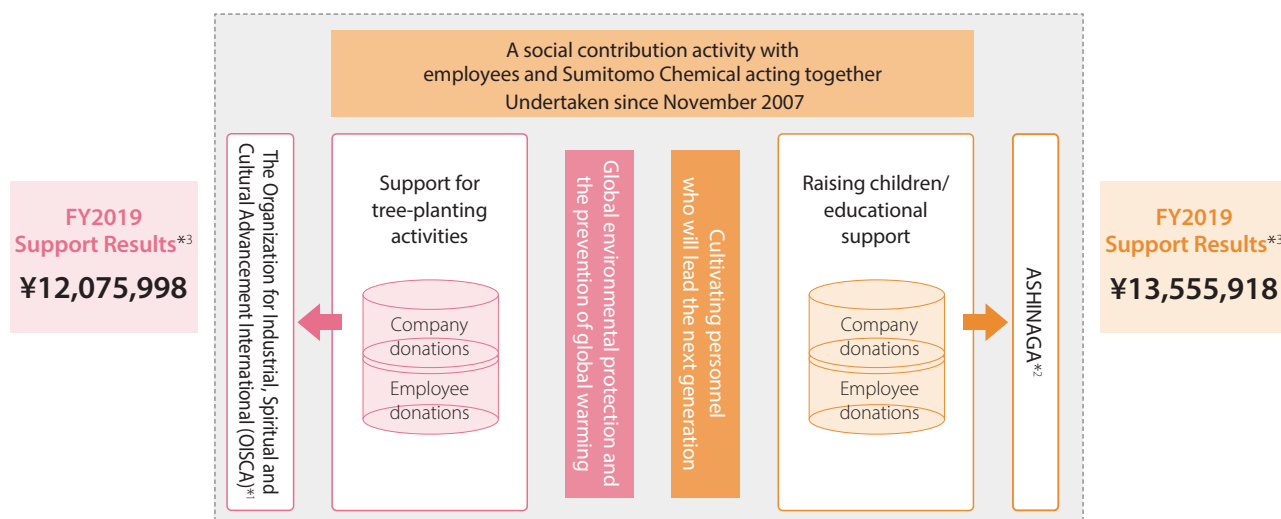 A social contribution activity with
employees and Sumitomo Chemical acting together
Undertaken since November 2007
FY2019
Support Results*3
¥12,075,998
The Organization for Industrial, Spiritual and
Cultural Advancement International (OISCA)*1
Support for
tree-planting
activities
Company
donations
Employee
donations
Global environmental protection and
the prevention of global warming
Cultivating personnel
who will lead the next generation
Raising children/
educational
support
Company
donations
Employee
donations
ASHINAGA*2
FY2019
Support Results*3
¥13,555,918